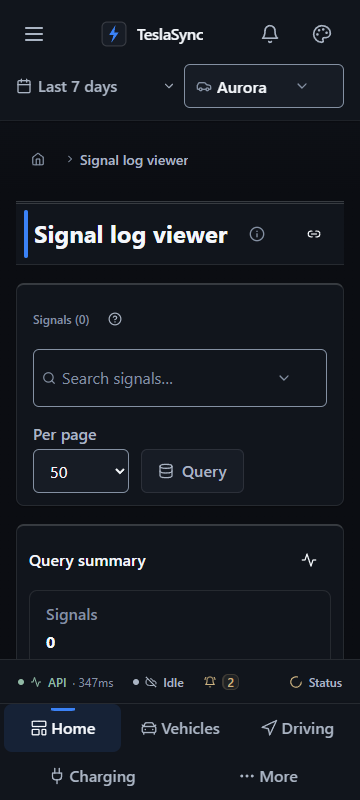 TeslaSync
Last 7 days
Aurora
Signal log viewer
Signal log viewer
Signals (0)
Search signals...
Per page
50
Query
Query summary
Signals
0
API · 347ms
Idle
2
Status
Home
Vehicles
Driving
Charging
More